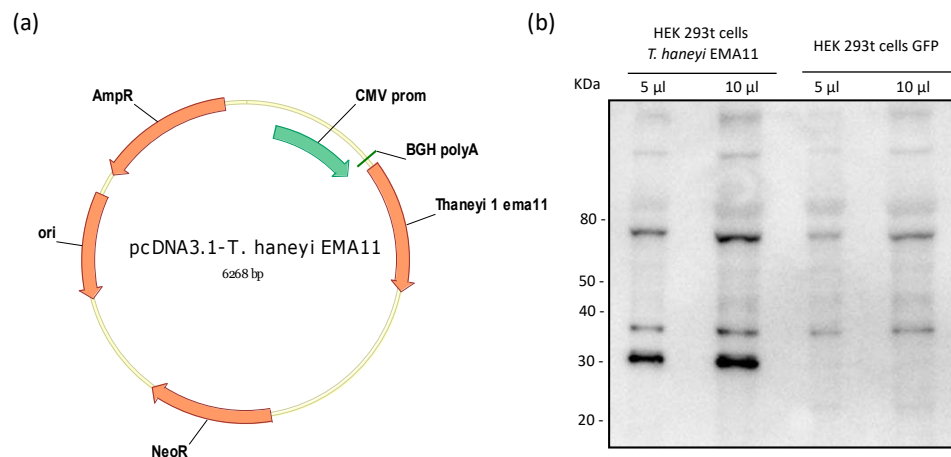 (a)
AmpR
CMV prom
BGH polyA
Thaneyi 1 ema11
ori
pcDNA3.1-T. haneyi EMA11
6268 bp
NeoR
(b)
HEK 293t cells
T. haneyi EMA11
HEK 293t cells GFP
KDa
5 µl
10 µl
5 µl
10 µl
80 -
50 -
40 -
30 -
20 -